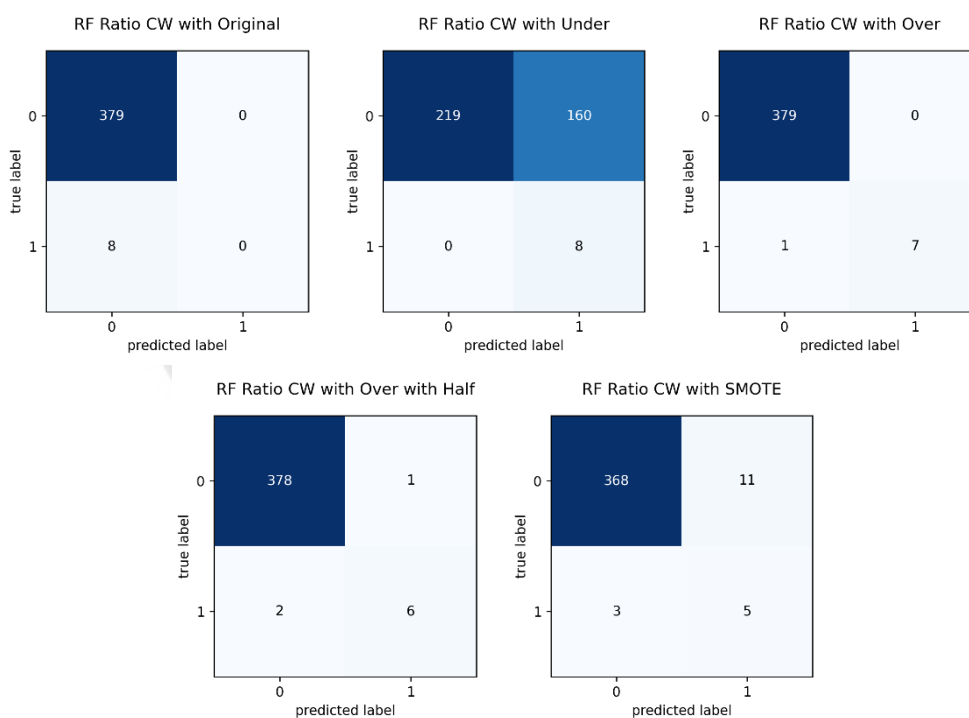 RF Ratio CW with Original
RF Ratio CW with Under
RF Ratio CW with Over
0
379
0
1
8
0
0
1
true label
predicted label
0
219
160
1
0
8
0
1
true label
predicted label
0
379
0
1
1
7
0
1
true label
predicted label
RF Ratio CW with Over with Half
RF Ratio CW with SMOTE
0
378
1
1
2
6
0
1
true label
predicted label
0
368
11
1
3
5
0
1
true label
predicted label